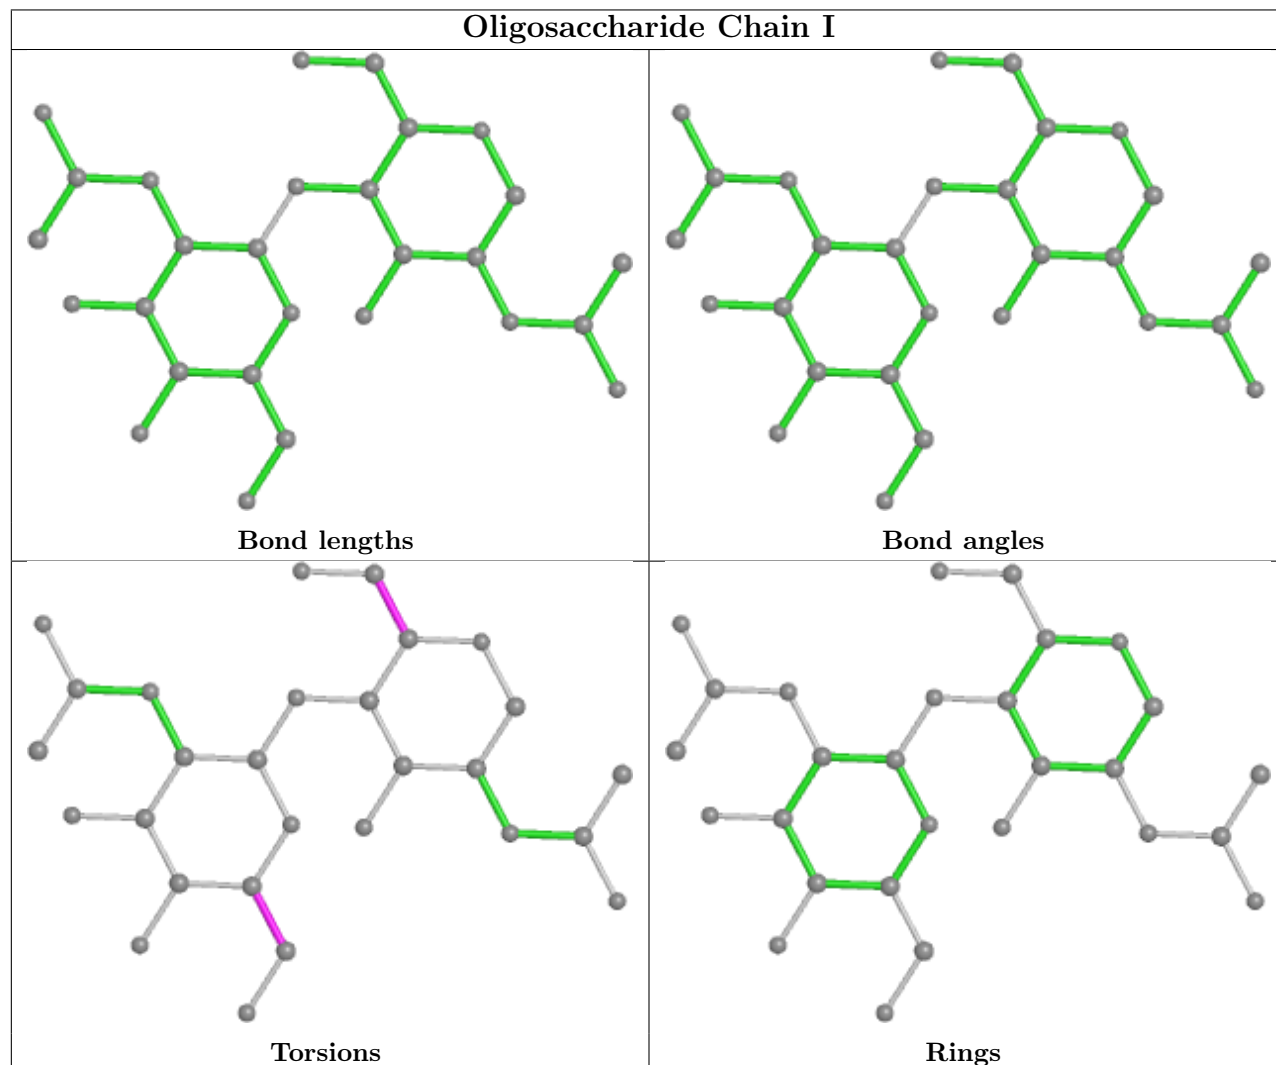 Oligosaccharide Chain I
Bond lengths
Bond angles
Torsions
Rings